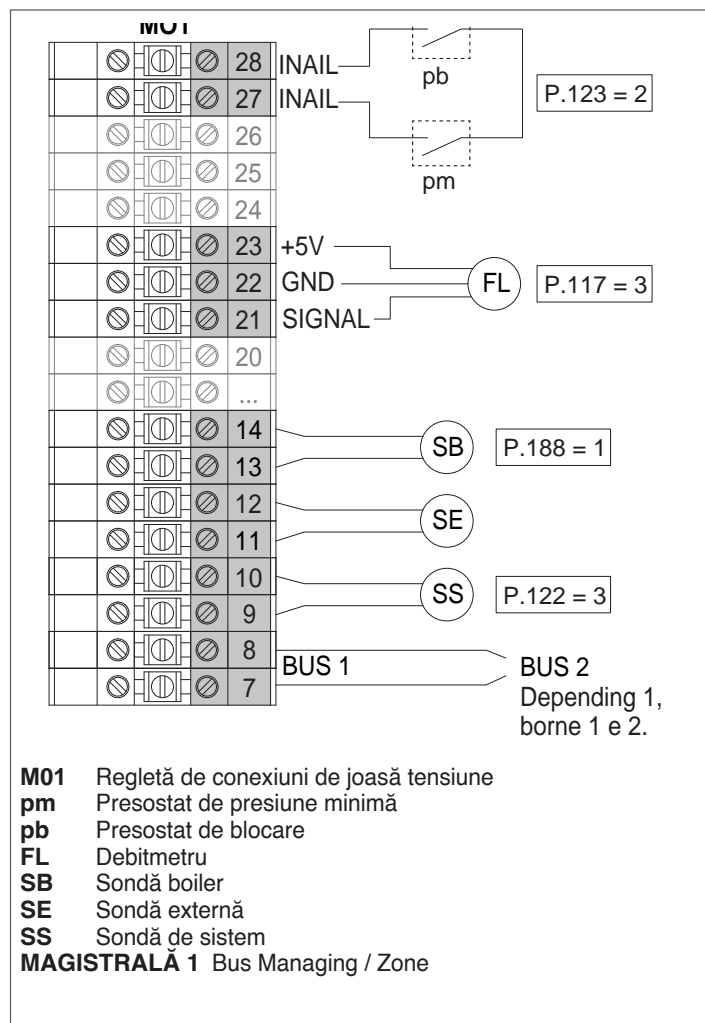 M01
28 INAIL
pb
27 INAIL P.123 = 2
26
25
pm
24
23 +5V
22 GND FL P.117 = 3
21 SIGNAL
20
...
14
SB P.188 = 1
13
12
SE
11
10
SS P.122 = 3
9
8
BUS 1 BUS 2
7
Depending 1,
borne 1 e 2.
M01 Regletă de conexiuni de joasă tensiune
pm Presostat de presiune minimă
pb Presostat de blocare
FL Debitmetru
SB Sondă boiler
SE Sondă externă
SS Sondă de sistem
MAGISTRALĂ 1 Bus Managing / Zone